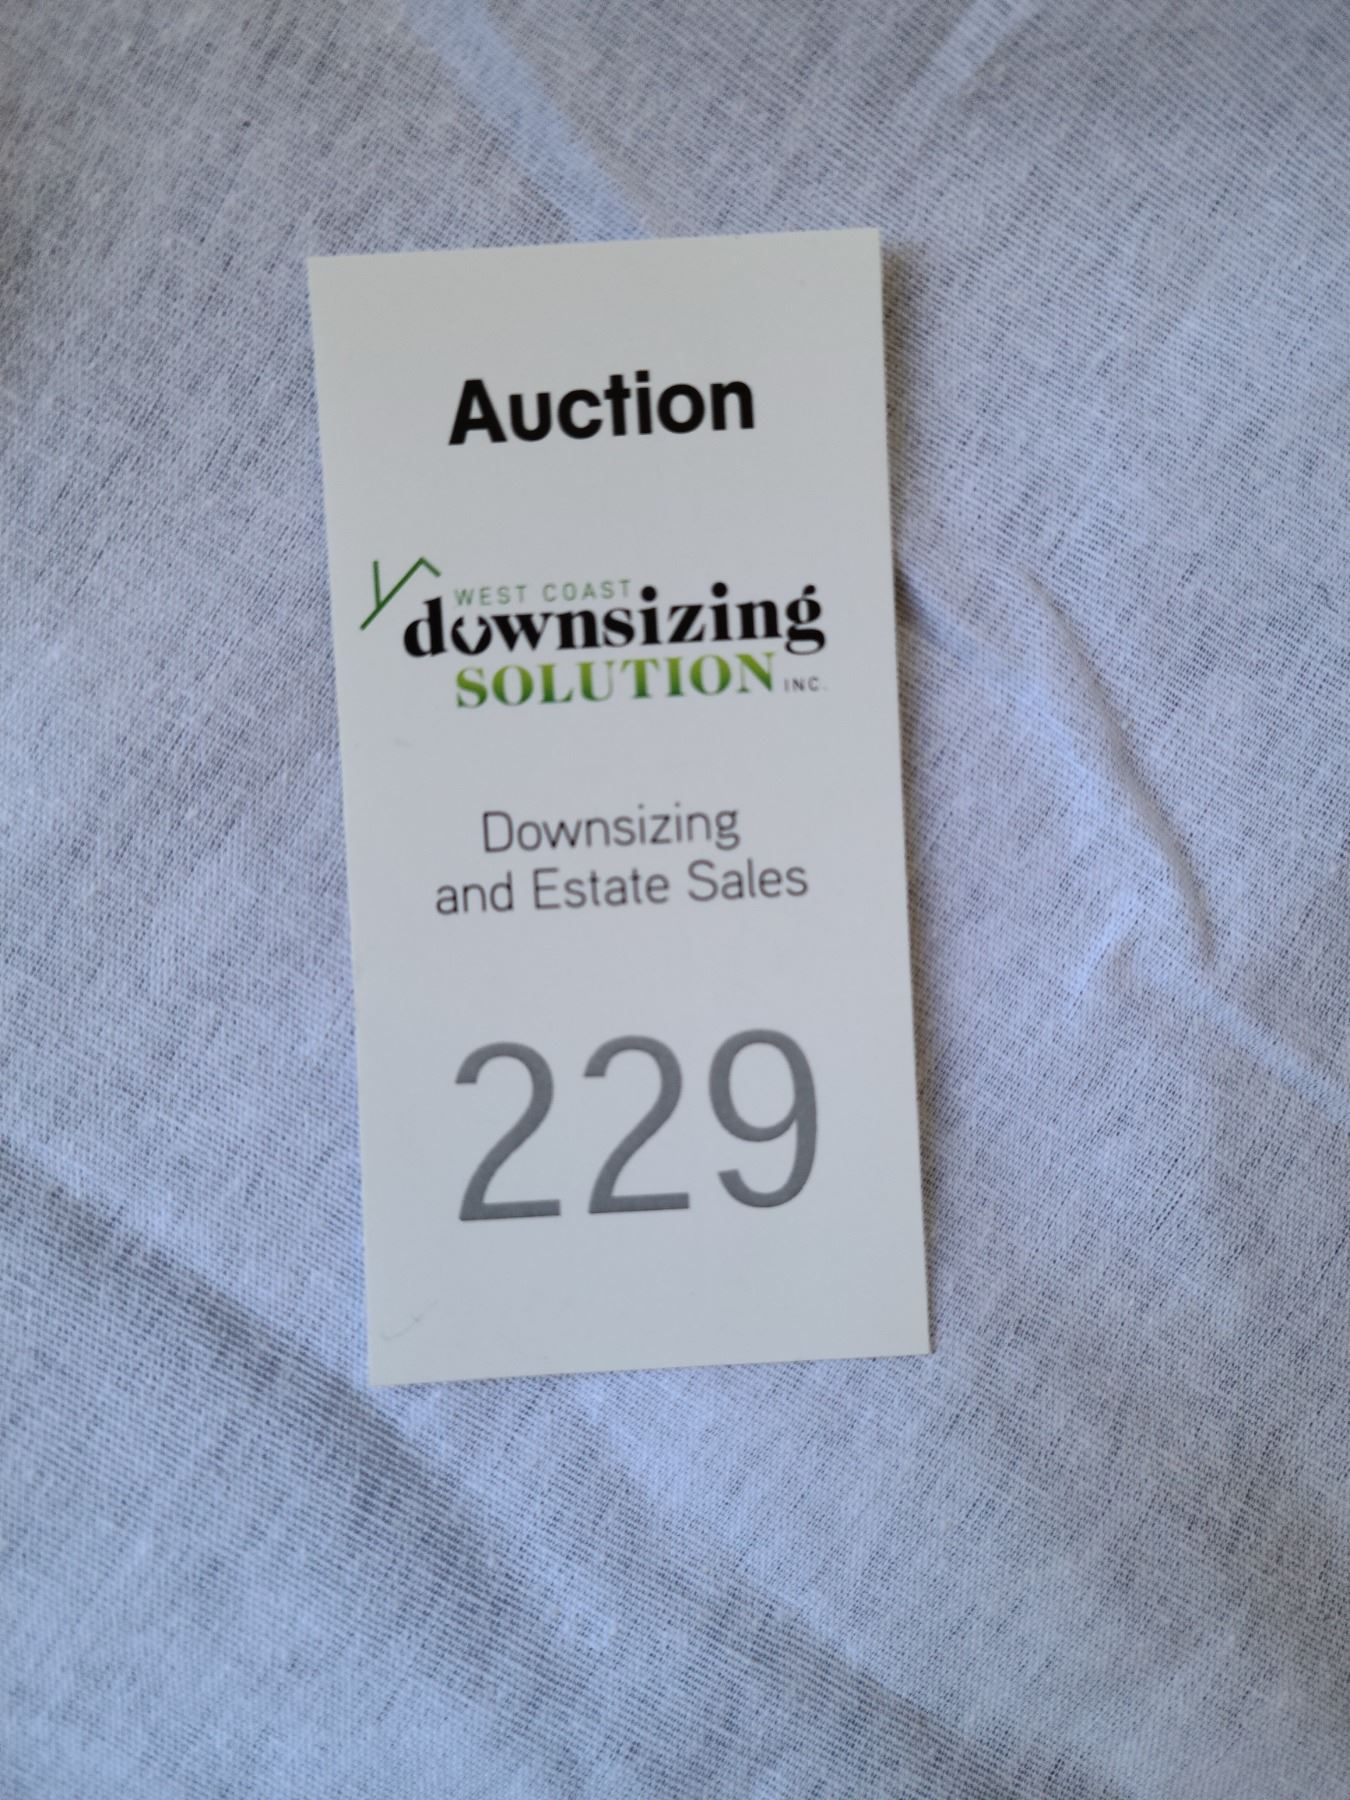 Auction
WEST COAST
downsizing
SOLUTION INC.
Downsizing
and Estate Sales
229